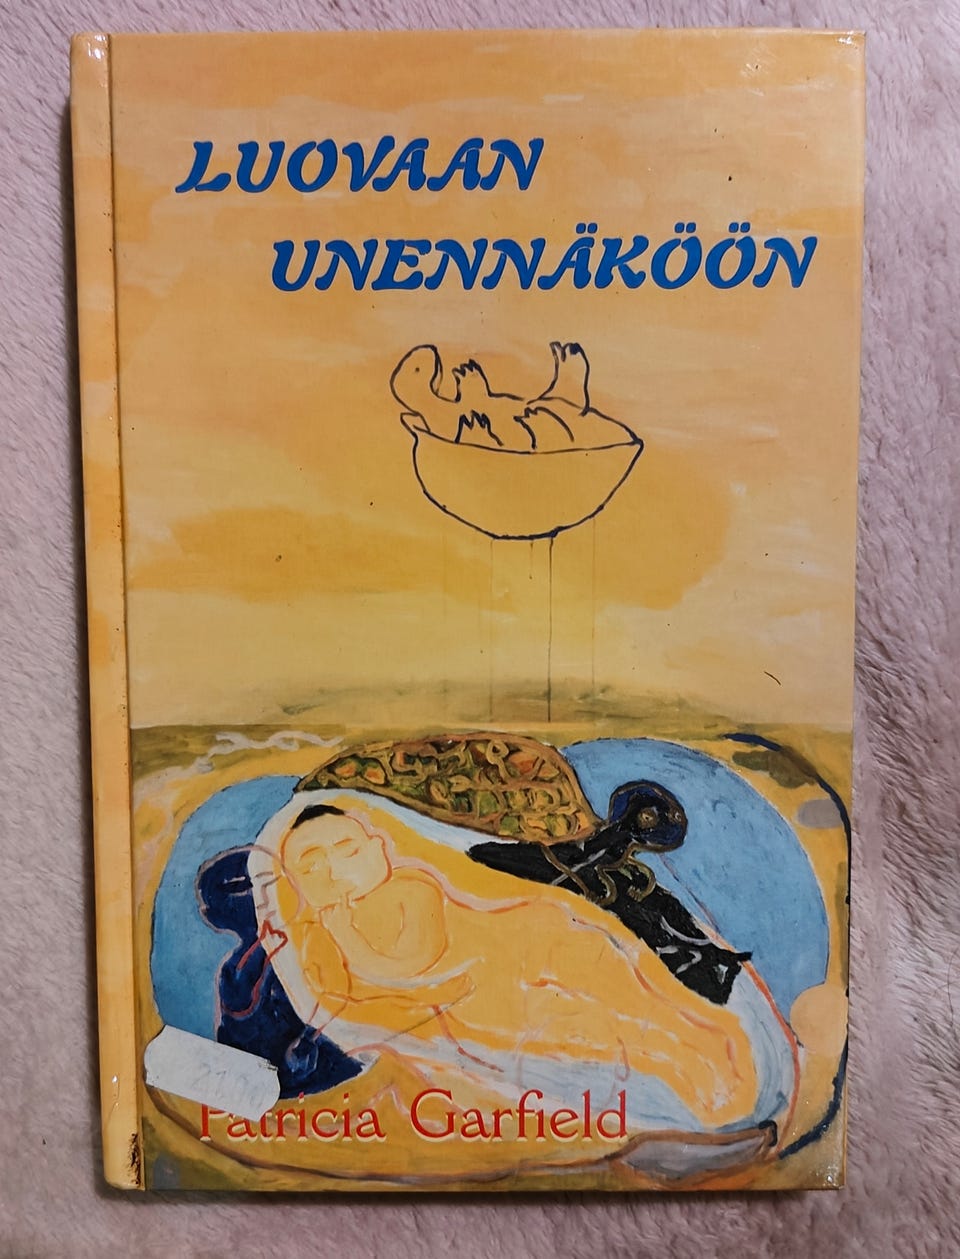 LUOVAAN
UNENNÄKÖÖN
Patricia Garfield